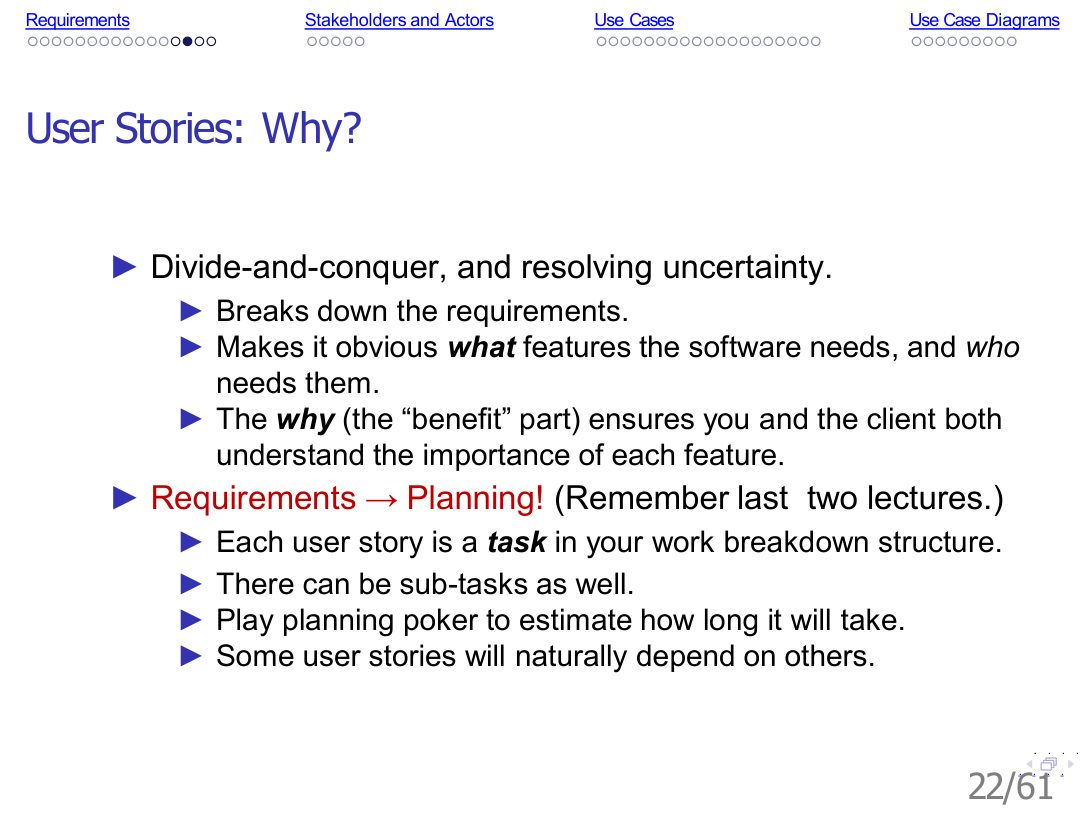 Requirements Stakeholders and Actors Use Cases Use Case Diagrams
User Stories: Why?
► Divide-and-conquer, and resolving uncertainty.
► Breaks down the requirements.
► Makes it obvious what features the software needs, and who
needs them.
► The why (the “benefit” part) ensures you and the client both
understand the importance of each feature.
► Requirements → Planning! (Remember last two lectures.)
► Each user story is a task in your work breakdown structure.
► There can be sub-tasks as well.
► Play planning poker to estimate how long it will take.
► Some user stories will naturally depend on others.
22/61